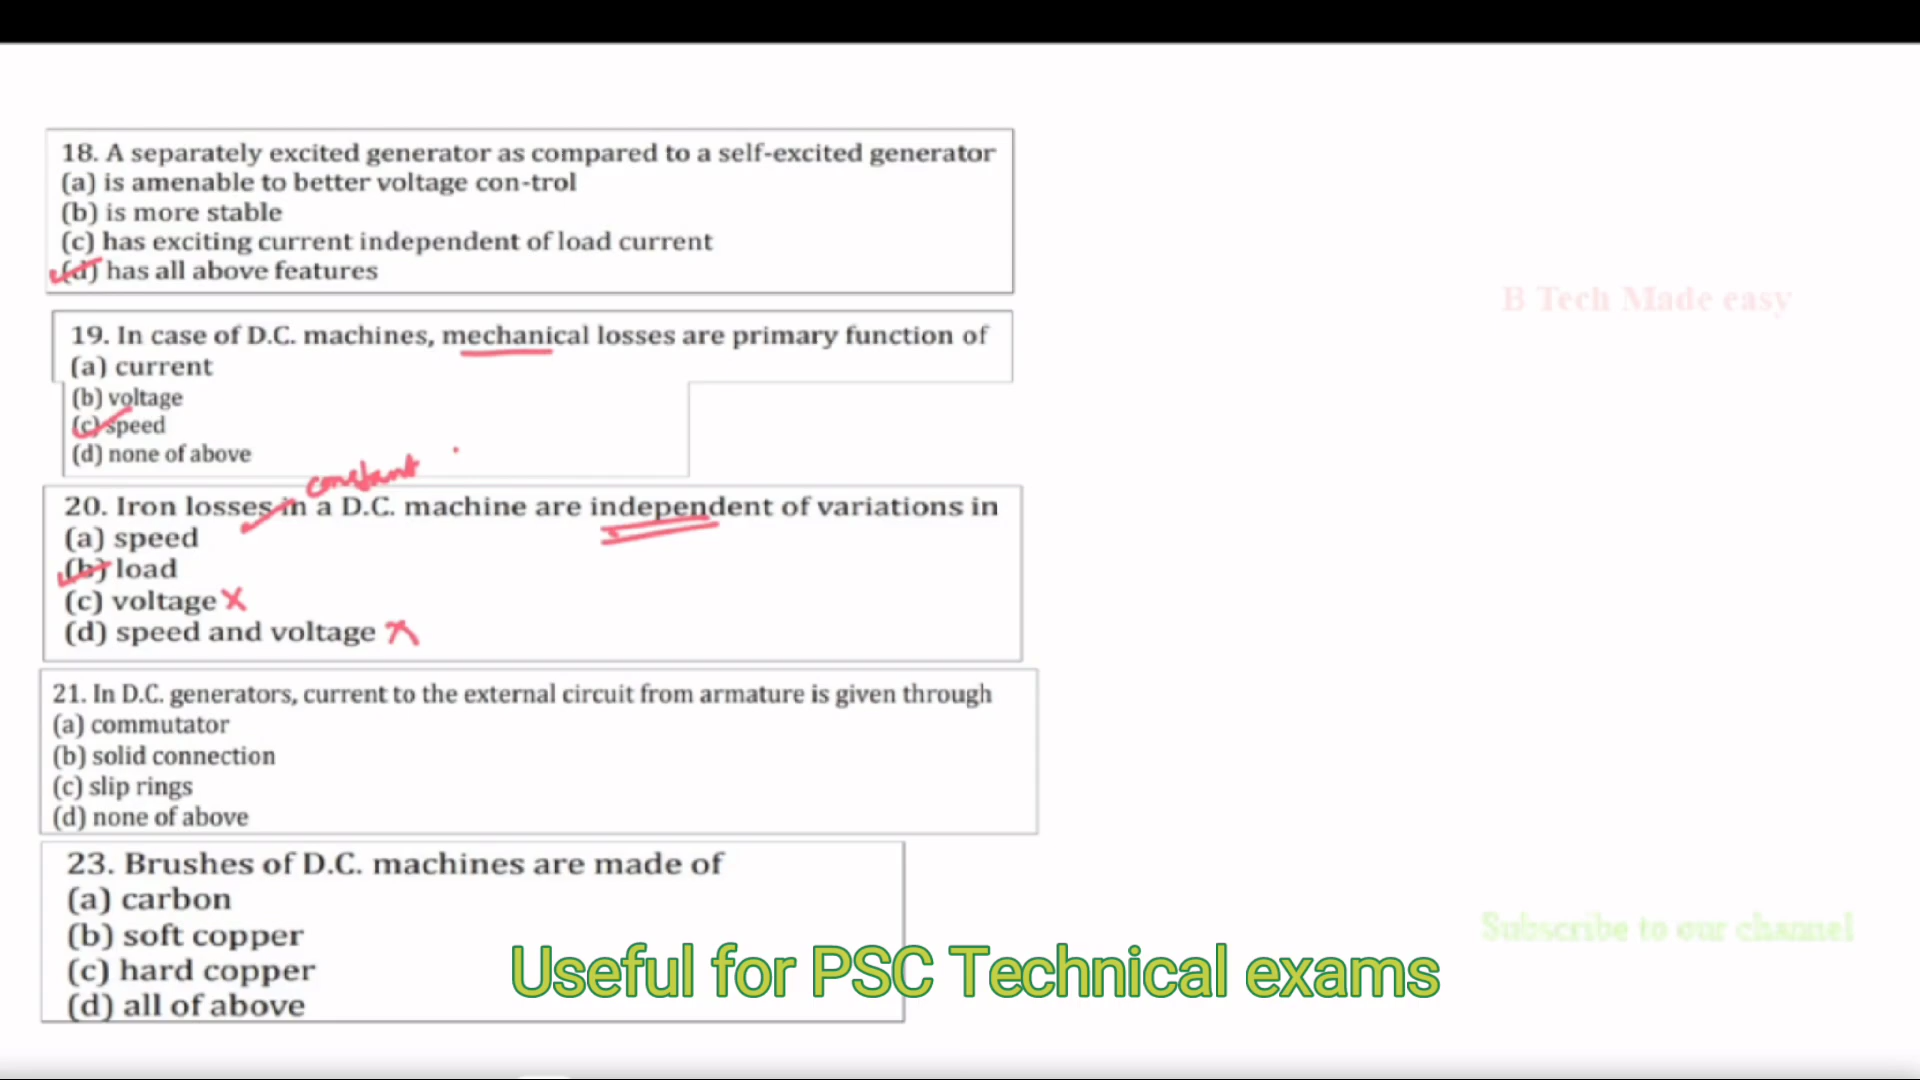 18. A separately excited generator as compared to a self-excited generator
(a) is amenable to better voltage con-trol
(b) is more stable
(c) has exciting current independent of load current
(d) has all above features
19. In case of D.C. machines, mechanical losses are primary function of
(a) current
(b) voltage
(c) speed
(d) none of above
constant
20. Iron losses in a D.C. machine are independent of variations in
(a) speed
(b) load
(c) voltage
(d) speed and voltage
21. In D.C. generators, current to the external circuit from armature is given through
(a) commutator
(b) solid connection
(c) slip rings
(d) none of above
23. Brushes of D.C. machines are made of
(a) carbon
(b) soft copper
(c) hard copper
(d) all of above
B Tech Made easy
Subscribe to our channel
Useful for PSC Technical exams